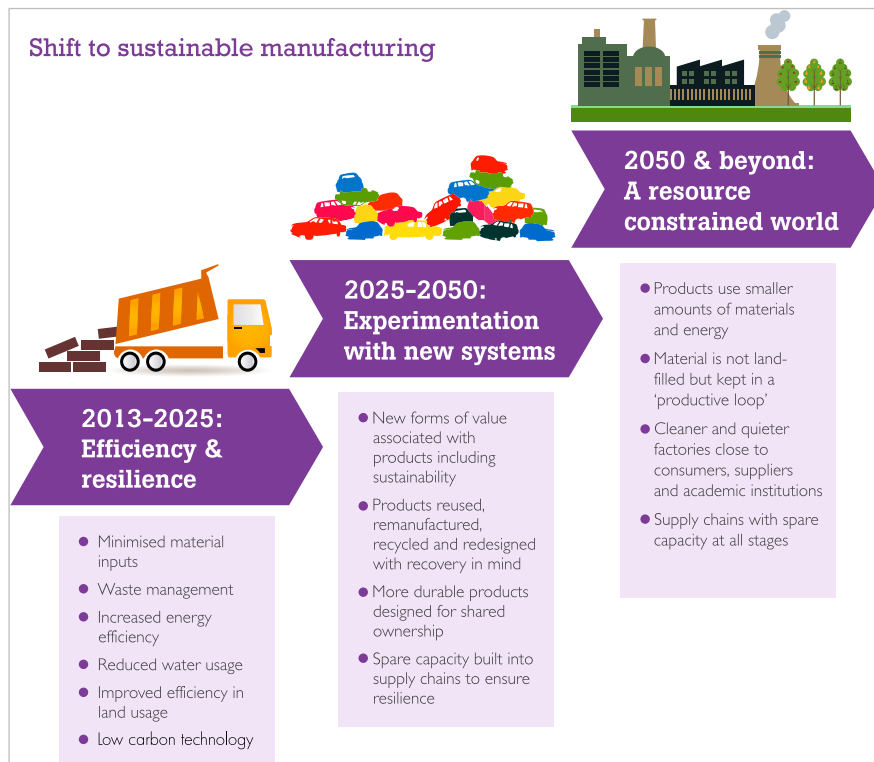 Shift to sustainable manufacturing
2013-2025:
Efficiency &
resilience
● Minimised material
inputs
● Waste management
● Increased energy
efficiency
● Reduced water usage
● Improved efficiency in
land usage
● Low carbon technology
2025-2050:
Experimentation
with new systems
● New forms of value
associated with
products including
sustainability
● Products reused,
remanufactured,
recycled and redesigned
with recovery in mind
● More durable products
designed for shared
ownership
● Spare capacity built into
supply chains to ensure
resilience
2050 & beyond:
A resource
constrained world
● Products use smaller
amounts of materials
and energy
● Material is not land-
filled but kept in a
‘productive loop’
● Cleaner and quieter
factories close to
consumers, suppliers
and academic institutions
● Supply chains with spare
capacity at all stages